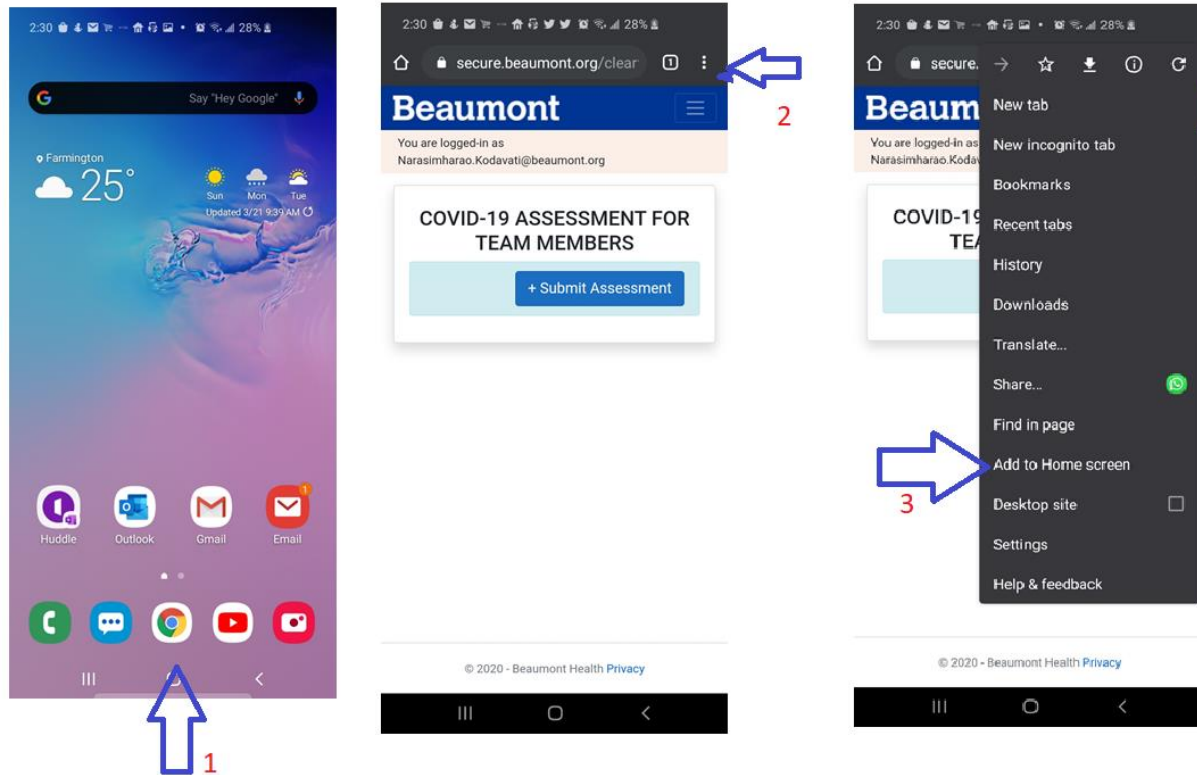 2:30 28%
G Say "Hey Google"
Farmington
25°
Sun Mon Tue
Updated 3/21 9:39 AM
1
Huddle Outlook Gmail Email
1
2:30 28%
secure.beaumont.org/clear 1
2
Beaumont
You are logged-in as
Narasimharao.Kodavati@beaumont.org
COVID-19 ASSESSMENT FOR
TEAM MEMBERS
+ Submit Assessment
© 2020 - Beaumont Health Privacy
2:30 28%
secure.
Beaum
You are logged-in as
Narasimharao.Kodav
COVID-19
TEA
New tab
New incognito tab
Bookmarks
Recent tabs
History
Downloads
Translate...
Share...
Find in page
Add to Home screen
3
Desktop site
Settings
Help & feedback
© 2020 - Beaumont Health Privacy